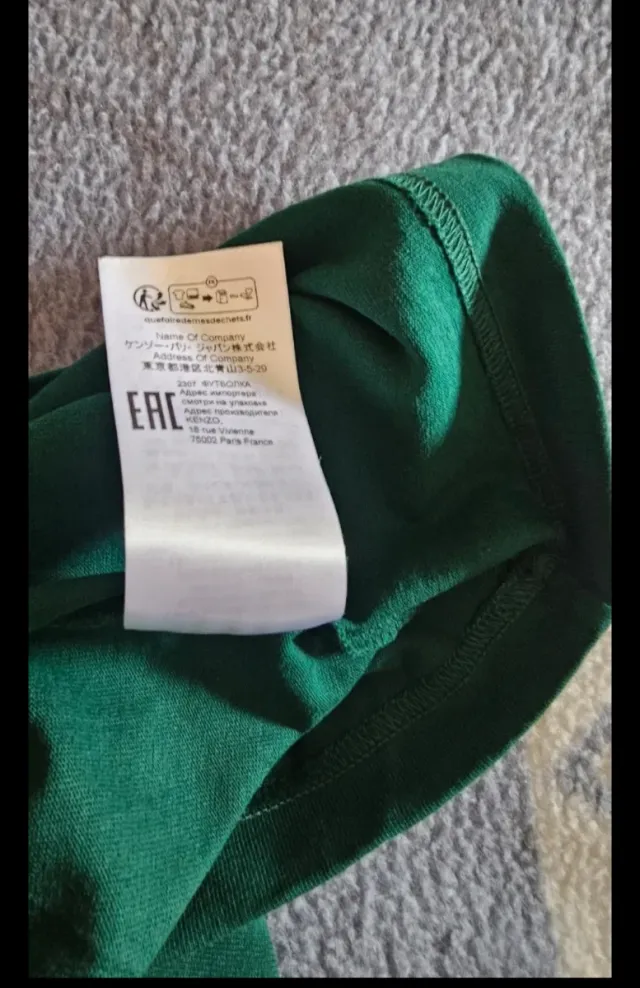 FR
quefairedemesdechets.fr
Name Of Company
ケンゾー・パリ・ジャパン株式会社
Address Of Company
東京都港区北青山3-5-29
2307 ФУТБОЛКА
Адрес импортера
смотри на упаковке
EAC
Адрес производителя
KENZO,
18 rue Vivienne
75002 Paris France